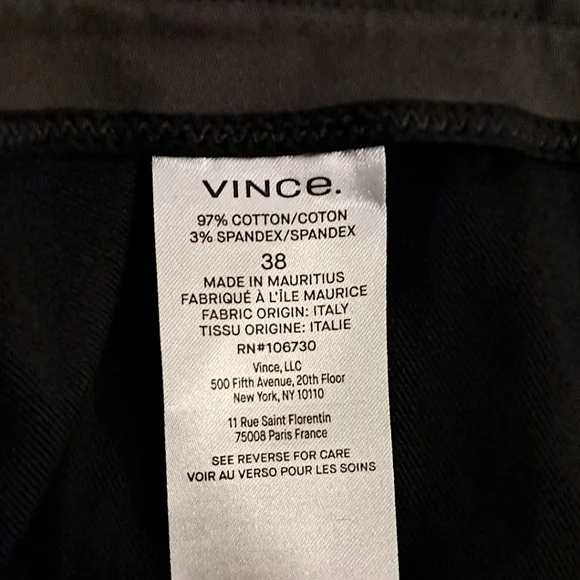 VINCe.
97% COTTON/COTON
3% SPANDEX/SPANDEX
38
MADE IN MAURITIUS
FABRIQUÉ À L'ÎLE MAURICE
FABRIC ORIGIN: ITALY
TISSU ORIGINE: ITALIE
RN#106730
Vince, LLC
500 Fifth Avenue, 20th Floor
New York, NY 10110
11 Rue Saint Florentin
75008 Paris France
SEE REVERSE FOR CARE
VOIR AU VERSO POUR LES SOINS